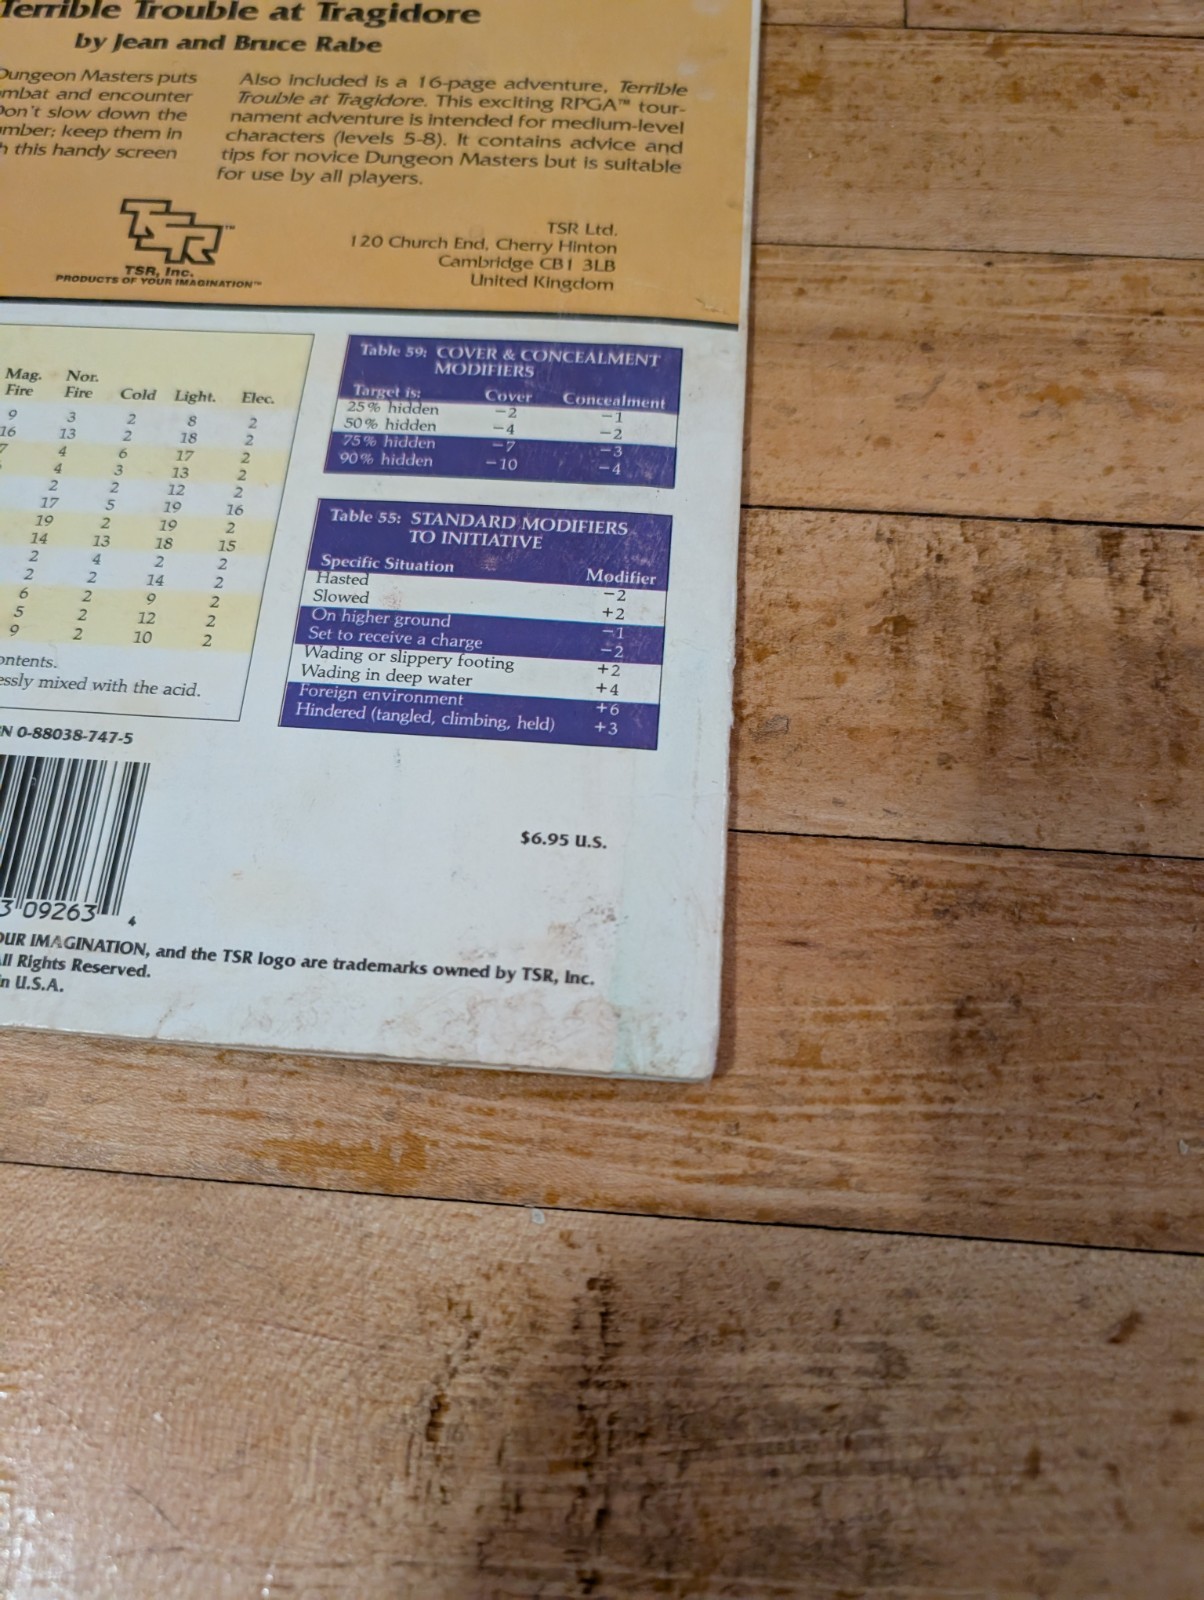 Terrible Trouble at Tragidore
by Jean and Bruce Rabe
Dungeon Masters puts
mbat and encounter
Don't slow down the
mber; keep them in
h this handy screen
Also included is a 16-page adventure, Terrible
Trouble at Tragidore. This exciting RPGA™ tour-
nament adventure is intended for medium-level
characters (levels 5-8). It contains advice and
tips for novice Dungeon Masters but is suitable
for use by all players.
TSR™
TSR, Inc.
PRODUCTS OF YOUR IMAGINATION™
TSR Ltd.
120 Church End, Cherry Hinton
Cambridge CB1 3LB
United Kingdom
Mag. Fire Nor. Fire Cold Light. Elec.
9 3 2 8 2
16 13 2 18 2
7 4 6 17 2
4 3 13 2
2 2 12 2
17 5 19 16
19 2 19 2
14 13 18 15
2 4 2 2
2 2 14 2
6 2 9 2
5 2 12 2
9 2 10 2
ontents.
essly mixed with the acid.
Table 59: COVER & CONCEALMENT
MODIFIERS
Target is: Cover Concealment
25% hidden −2 −1
50% hidden −4 −2
75% hidden −7 −3
90% hidden −10 −4
Table 55: STANDARD MODIFIERS
TO INITIATIVE
Specific Situation Modifier
Hasted −2
Slowed +2
On higher ground −1
Set to receive a charge −2
Wading or slippery footing +2
Wading in deep water +4
Foreign environment +6
Hindered (tangled, climbing, held) +3
N 0-88038-747-5
3 09263 4
$6.95 U.S.
OUR IMAGINATION, and the TSR logo are trademarks owned by TSR, Inc.
ll Rights Reserved.
n U.S.A.